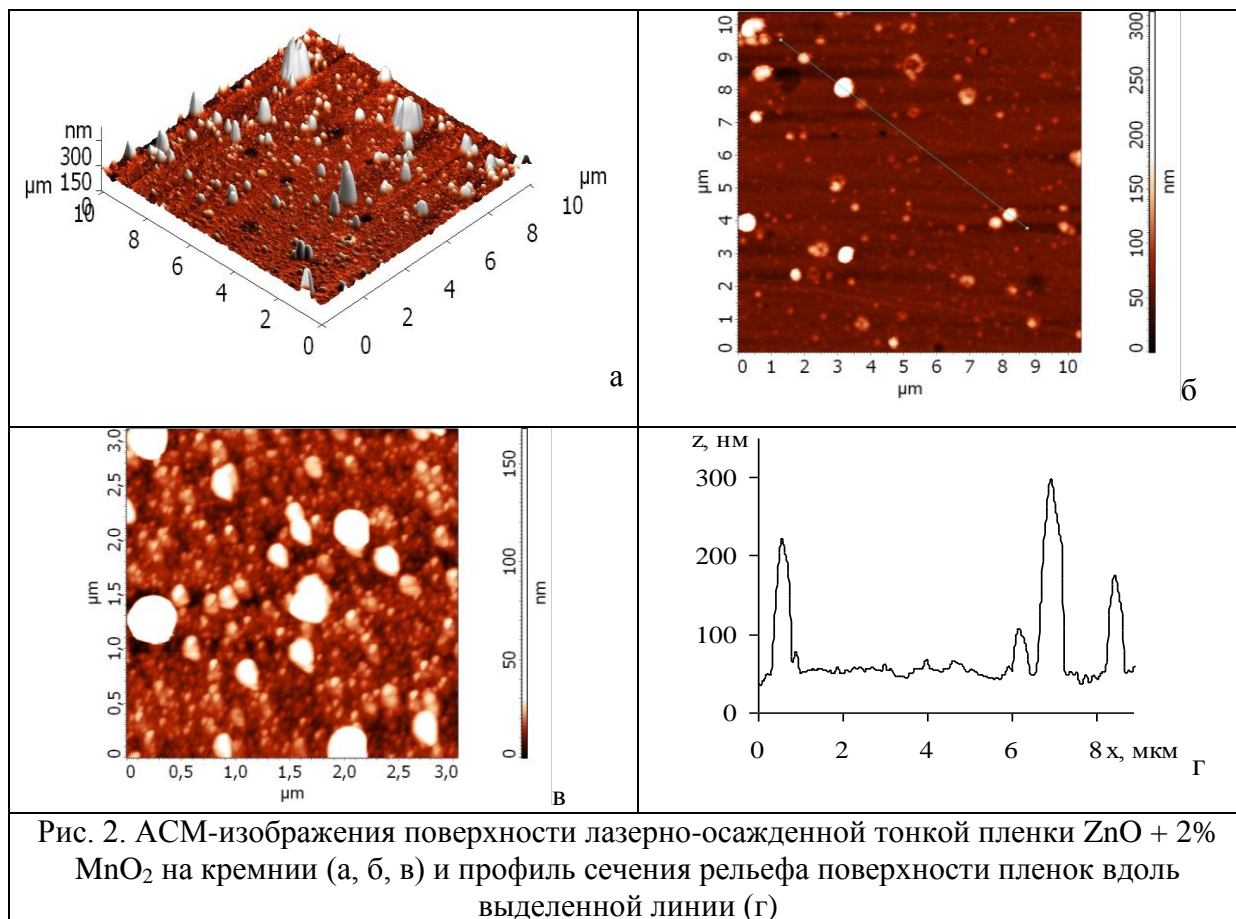 nm
300
150
0
µm
10
8
6
4
2
0
µm
10
8
6
4
2
0
а
10
9
8
7
6
5
4
3
2
1
0
µm
0 1 2 3 4 5 6 7 8 9 10
µm
300
250
200
150
100
50
0
nm
б
3,0
2,5
2,0
1,5
1,0
0,5
0
µm
0 0,5 1,0 1,5 2,0 2,5 3,0
µm
150
100
50
0
nm
в
z, нм
300
200
100
0
0 2 4 6 8 x, мкм
г
Рис. 2. АСМ-изображения поверхности лазерно-осажденной тонкой пленки ZnO + 2%
MnO₂ на кремнии (а, б, в) и профиль сечения рельефа поверхности пленок вдоль
выделенной линии (г)